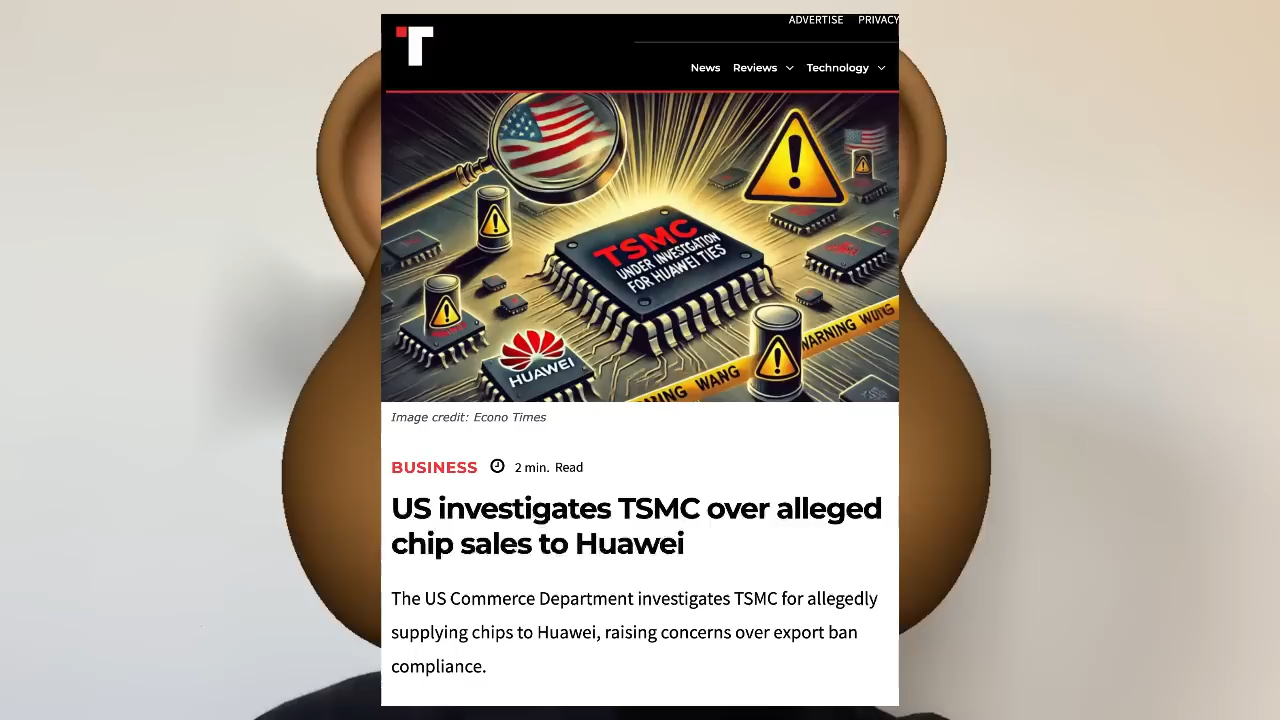 ADVERTISE PRIVACY
T
News Reviews Technology
TSMC
UNDER INVESTIGATION
FOR HUAWEI TIES
HUAWEI
WARNING WUNG
RING WANG
Image credit: Econo Times
BUSINESS 2 min. Read
US investigates TSMC over alleged
chip sales to Huawei
The US Commerce Department investigates TSMC for allegedly
supplying chips to Huawei, raising concerns over export ban
compliance.